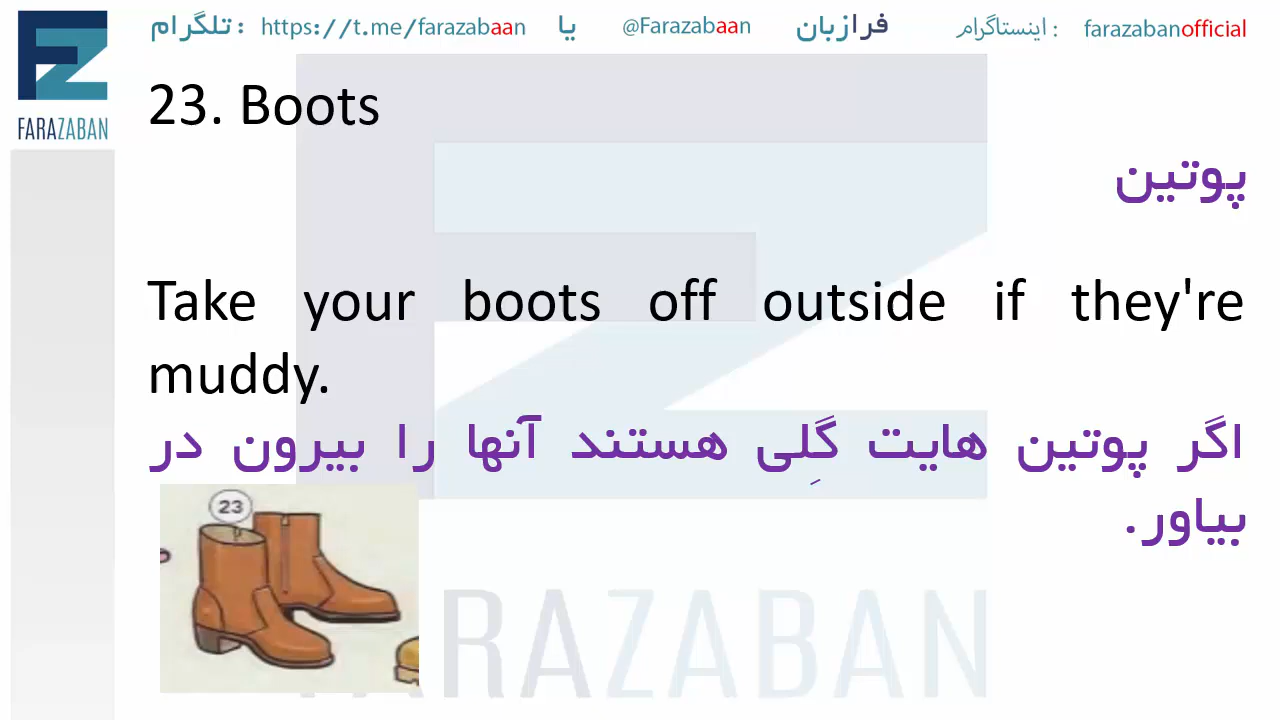 تلگرام : https://t.me/farazabaan یا @Farazabaan فرازبان اینستاگرام : farazabanofficial
FARAZABAN
23. Boots
پوتین
Take your boots off outside if they're
muddy.
اگر پوتین هایت گِلی هستند آنها را بیرون در
بیاور.
23
FARAZABAN